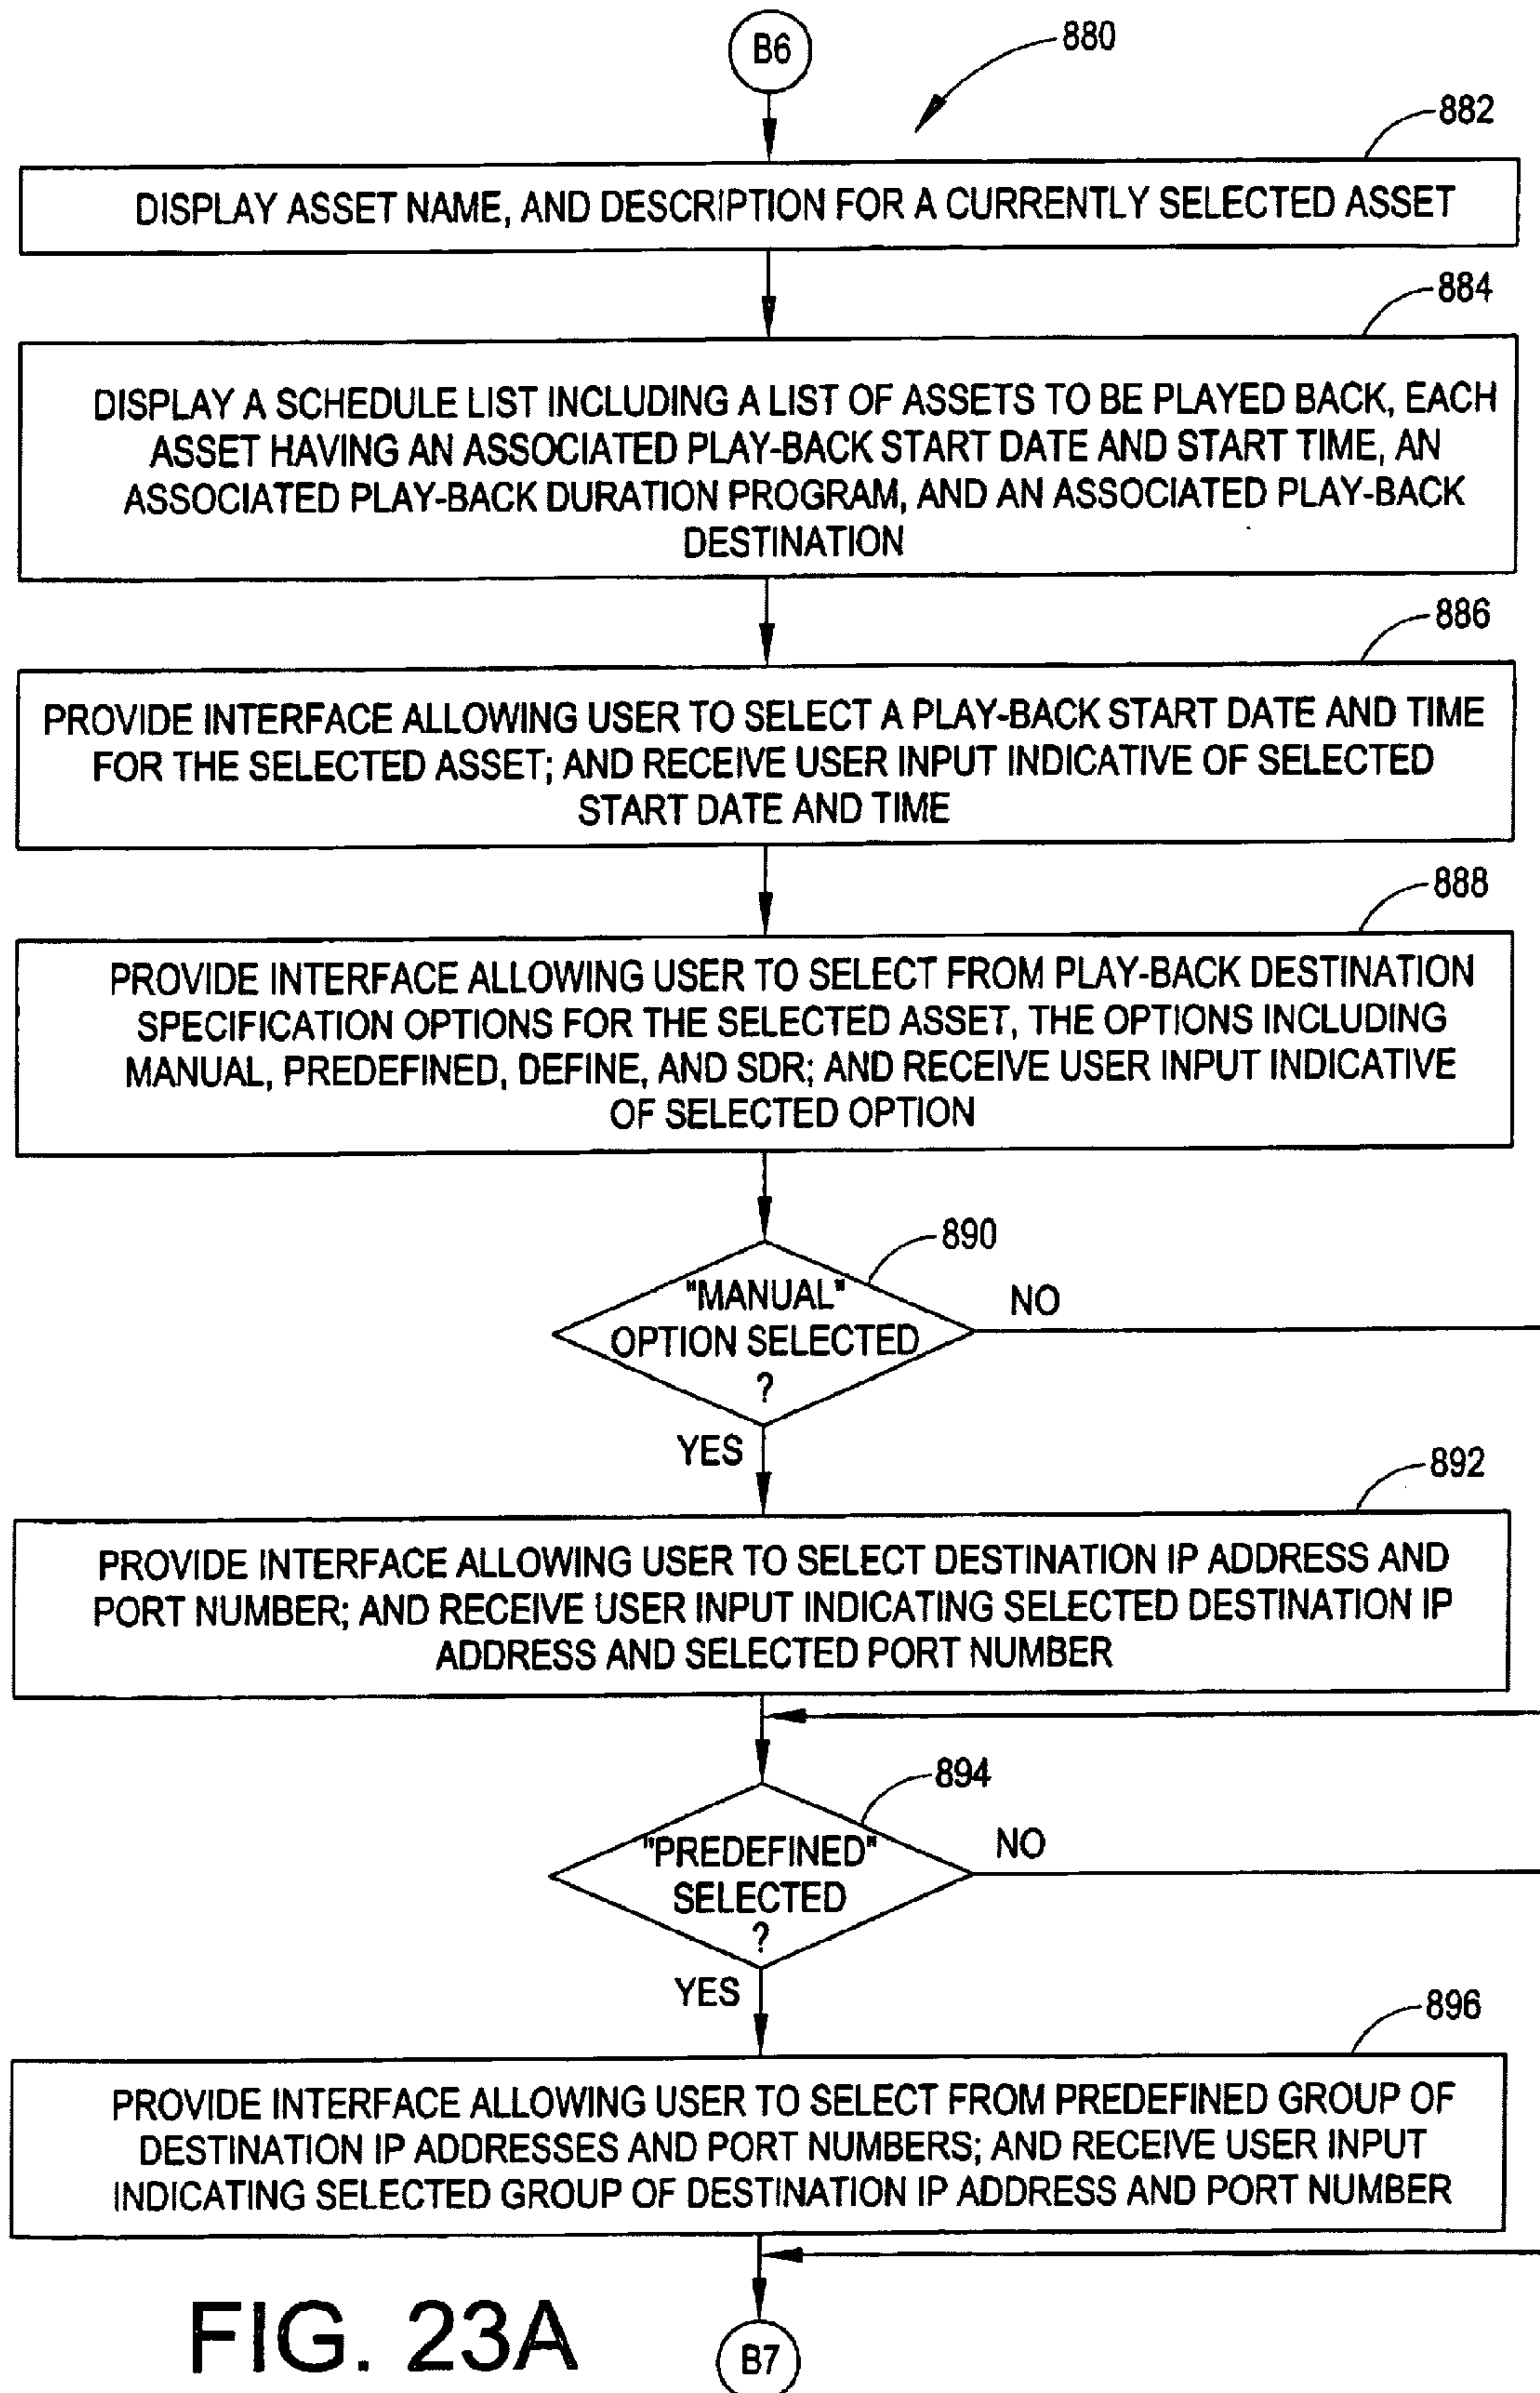 B6
880
882
DISPLAY ASSET NAME, AND DESCRIPTION FOR A CURRENTLY SELECTED ASSET
884
DISPLAY A SCHEDULE LIST INCLUDING A LIST OF ASSETS TO BE PLAYED BACK, EACH
ASSET HAVING AN ASSOCIATED PLAY-BACK START DATE AND START TIME, AN
ASSOCIATED PLAY-BACK DURATION PROGRAM, AND AN ASSOCIATED PLAY-BACK
DESTINATION
886
PROVIDE INTERFACE ALLOWING USER TO SELECT A PLAY-BACK START DATE AND TIME
FOR THE SELECTED ASSET; AND RECEIVE USER INPUT INDICATIVE OF SELECTED
START DATE AND TIME
888
PROVIDE INTERFACE ALLOWING USER TO SELECT FROM PLAY-BACK DESTINATION
SPECIFICATION OPTIONS FOR THE SELECTED ASSET, THE OPTIONS INCLUDING
MANUAL, PREDEFINED, DEFINE, AND SDR; AND RECEIVE USER INPUT INDICATIVE
OF SELECTED OPTION
890
"MANUAL"
OPTION SELECTED
?
NO
YES
892
PROVIDE INTERFACE ALLOWING USER TO SELECT DESTINATION IP ADDRESS AND
PORT NUMBER; AND RECEIVE USER INPUT INDICATING SELECTED DESTINATION IP
ADDRESS AND SELECTED PORT NUMBER
894
"PREDEFINED"
SELECTED
?
NO
YES
896
PROVIDE INTERFACE ALLOWING USER TO SELECT FROM PREDEFINED GROUP OF
DESTINATION IP ADDRESSES AND PORT NUMBERS; AND RECEIVE USER INPUT
INDICATING SELECTED GROUP OF DESTINATION IP ADDRESS AND PORT NUMBER
FIG. 23A
B7